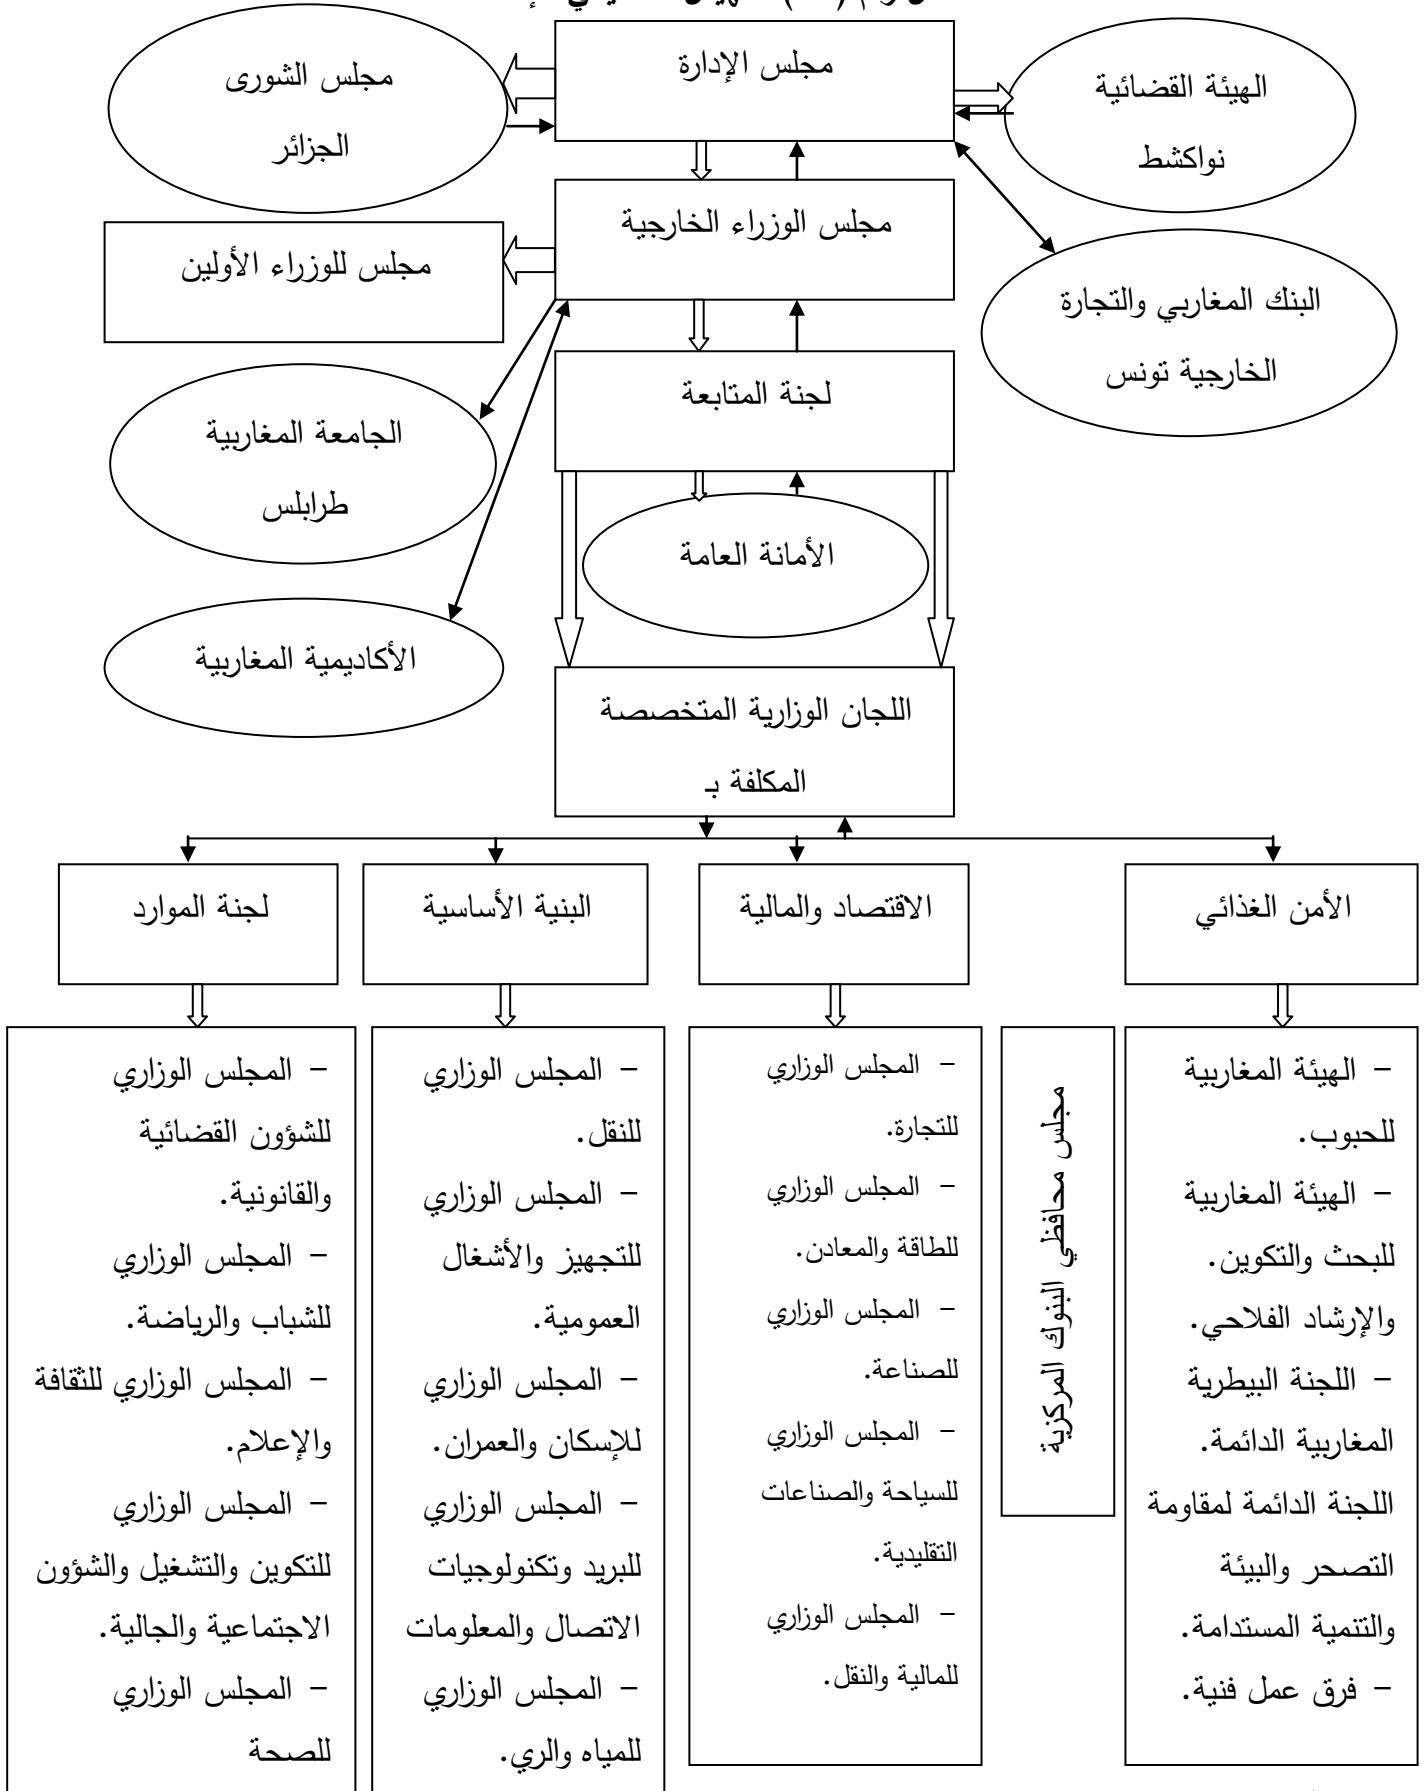 مجلس الإدارة
الهيئة القضائية
نواكشط
مجلس الشورى
الجزائر
مجلس الوزراء الخارجية
مجلس للوزراء الأولين
البنك المغاربي والتجارة
الخارجية تونس
لجنة المتابعة
الجامعة المغاربية
طرابلس
الأمانة العامة
الأكاديمية المغاربية
اللجان الوزارية المتخصصة
المكلفة بـ
الأمن الغذائي
الاقتصاد والمالية
البنية الأساسية
لجنة الموارد
– الهيئة المغاربية
للحبوب.
– الهيئة المغاربية
للبحث والتكوين.
والإرشاد الفلاحي.
– اللجنة البيطرية
المغاربية الدائمة.
اللجنة الدائمة لمقاومة
التصحر والبيئة
والتنمية المستدامة.
– فرق عمل فنية.
مجلس محافظي البنوك المركزية
– المجلس الوزاري
للتجارة.
– المجلس الوزاري
للطاقة والمعادن.
– المجلس الوزاري
للصناعة.
– المجلس الوزاري
للسياحة والصناعات
التقليدية.
– المجلس الوزاري
للمالية والنقل.
– المجلس الوزاري
للنقل.
– المجلس الوزاري
للتجهيز والأشغال
العمومية.
– المجلس الوزاري
للإسكان والعمران.
– المجلس الوزاري
للبريد وتكنولوجيات
الاتصال والمعلومات
– المجلس الوزاري
للمياه والري.
– المجلس الوزاري
للشؤون القضائية
والقانونية.
– المجلس الوزاري
للشباب والرياضة.
– المجلس الوزاري للثقافة
والإعلام.
– المجلس الوزاري
للتكوين والتشغيل والشؤون
الاجتماعية والجالية.
– المجلس الوزاري
للصحة